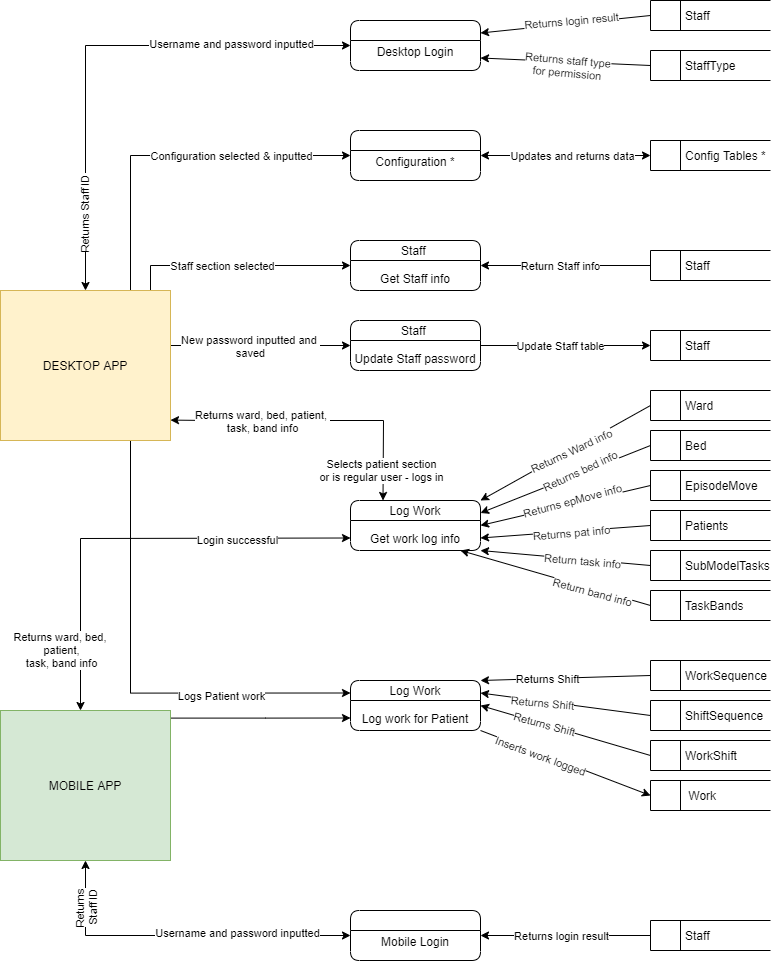 Username and password inputted
Desktop Login
Returns login result
Staff
Returns staff type
for permission
StaffType
Returns Staff ID
Configuration selected & inputted
Configuration *
Updates and returns data
Config Tables *
Staff section selected
Staff
Get Staff info
Return Staff info
Staff
DESKTOP APP
New password inputted and
saved
Staff
Update Staff password
Update Staff table
Staff
Returns ward, bed, patient,
task, band info
Selects patient section
or is regular user - logs in
Log Work
Get work log info
Returns Ward info
Ward
Returns bed info
Bed
Returns epMove info
EpisodeMove
Returns pat info
Patients
Return task info
SubModelTasks
Return band info
TaskBands
Login successful
Returns ward, bed,
patient,
task, band info
Logs Patient work
Log Work
Log work for Patient
Returns Shift
WorkSequence
Returns Shift
ShiftSequence
Returns Shift
WorkShift
Inserts work logged
Work
MOBILE APP
Returns
Staff ID
Username and password inputted
Mobile Login
Returns login result
Staff